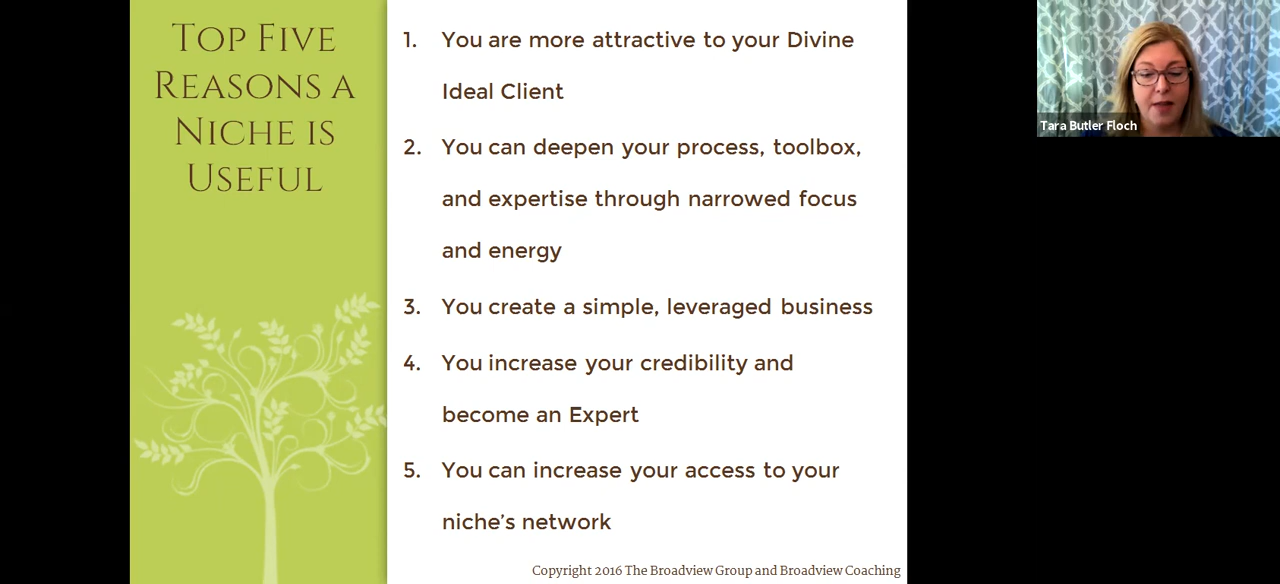 Top Five
Reasons a
Niche is
Useful
1. You are more attractive to your Divine
Ideal Client
2. You can deepen your process, toolbox,
and expertise through narrowed focus
and energy
3. You create a simple, leveraged business
4. You increase your credibility and
become an Expert
5. You can increase your access to your
niche’s network
Copyright 2016 The Broadview Group and Broadview Coaching
Tara Butler Floch